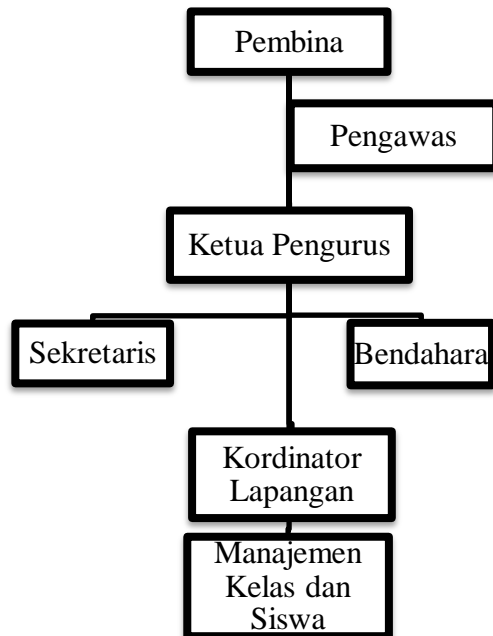 Pembina
Pengawas
Ketua Pengurus
Sekretaris
Bendahara
Kordinator
Lapangan
Manajemen
Kelas dan
Siswa